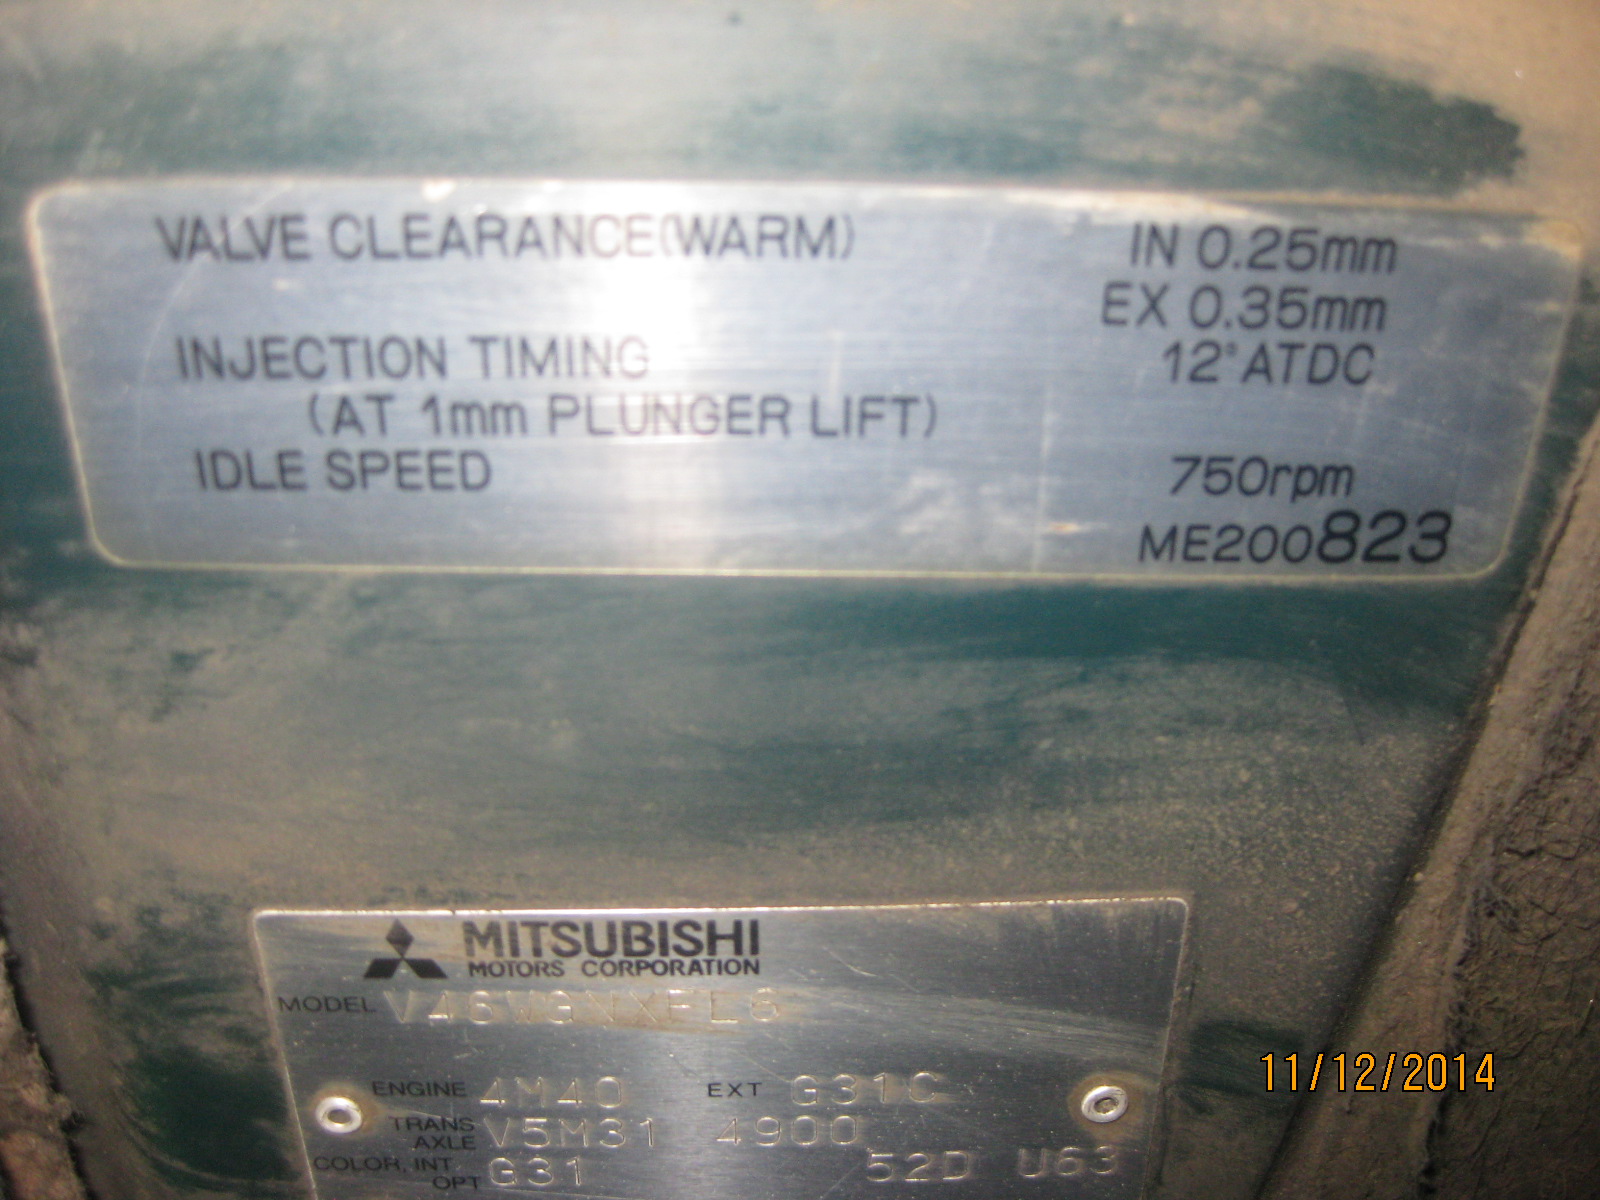 VALVE CLEARANCE(WARM) IN 0.25mm
EX 0.35mm
INJECTION TIMING 12°ATDC
(AT 1mm PLUNGER LIFT)
IDLE SPEED 750rpm
ME200823
MITSUBISHI
MOTORS CORPORATION
MODEL
ENGINE 4M40 EXT G31C
TRANS AXLE V5M31 4900
COLOR, INT OPT G31 52D U63
11/12/2014